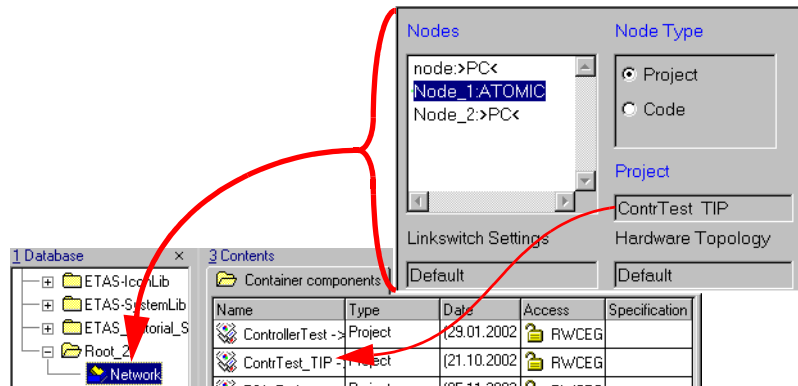 Nodes
Node Type
node:>PC<
Node_1:ATOMIC
Node_2:>PC<
Project
Code
Project
ContrTest TIP
Linkswitch Settings
Hardware Topology
Default
Default
1 Database ×
3 Contents
ETAS-IconLib
ETAS-SystemLib
Root_2
Network
Container components
Name Type Date Access Specification
ControllerTest -> Project (29.01.2002 RWCEG
ContrTest_TIP - Project (21.10.2002 RWCEG